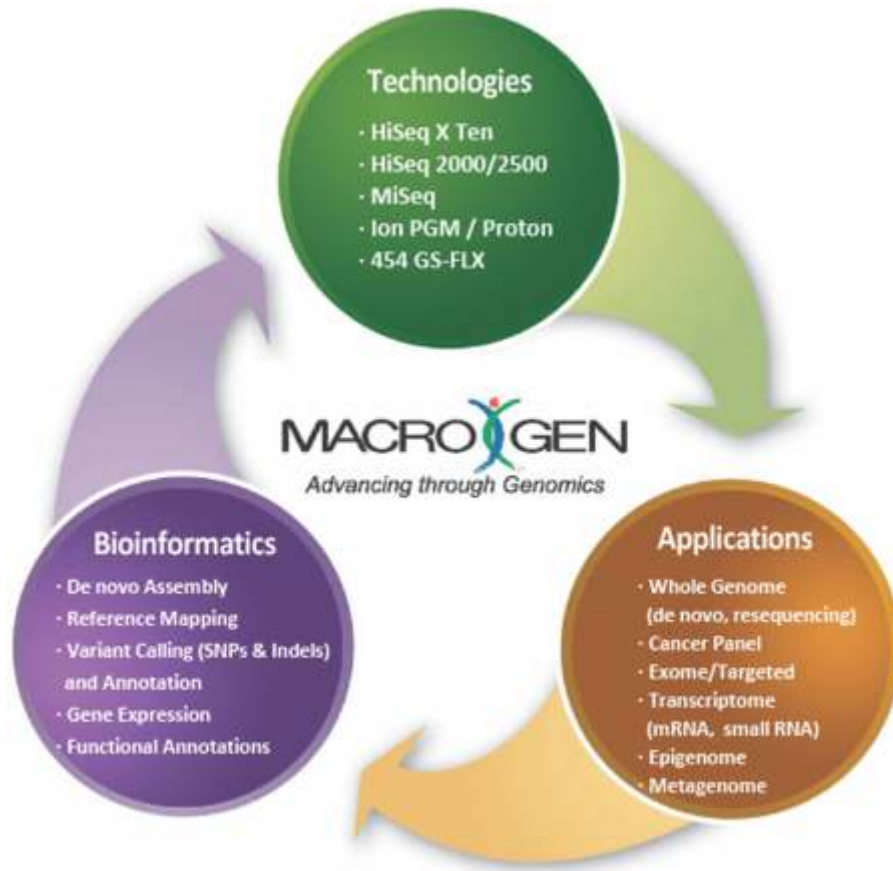 Technologies
· HiSeq X Ten
· HiSeq 2000/2500
· MiSeq
· Ion PGM / Proton
· 454 GS-FLX
MACROGEN
Advancing through Genomics
Bioinformatics
· De novo Assembly
· Reference Mapping
· Variant Calling (SNPs & Indels)
and Annotation
· Gene Expression
· Functional Annotations
Applications
· Whole Genome
(de novo, resequencing)
· Cancer Panel
· Exome/Targeted
· Transcriptome
(mRNA, small RNA)
· Epigenome
· Metagenome